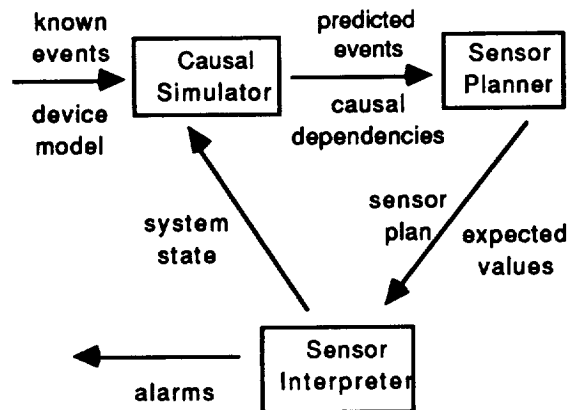 known
events
device
model
Causal
Simulator
predicted
events
causal
dependencies
Sensor
Planner
system
state
sensor
plan
expected
values
Sensor
Interpreter
alarms